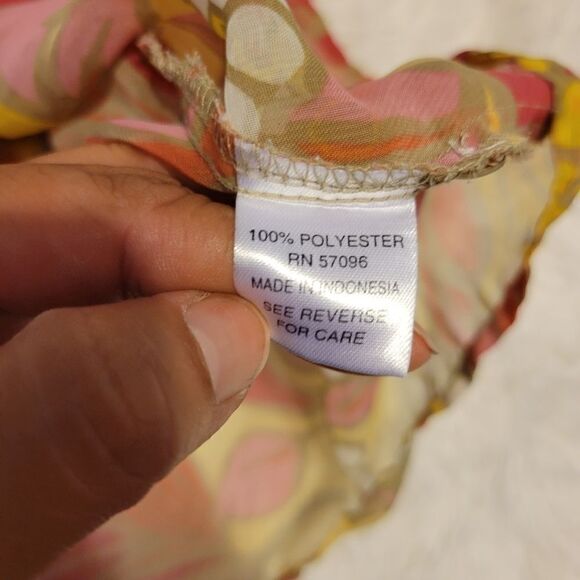 100% POLYESTER
RN 57096
MADE IN INDONESIA
SEE REVERSE
FOR CARE